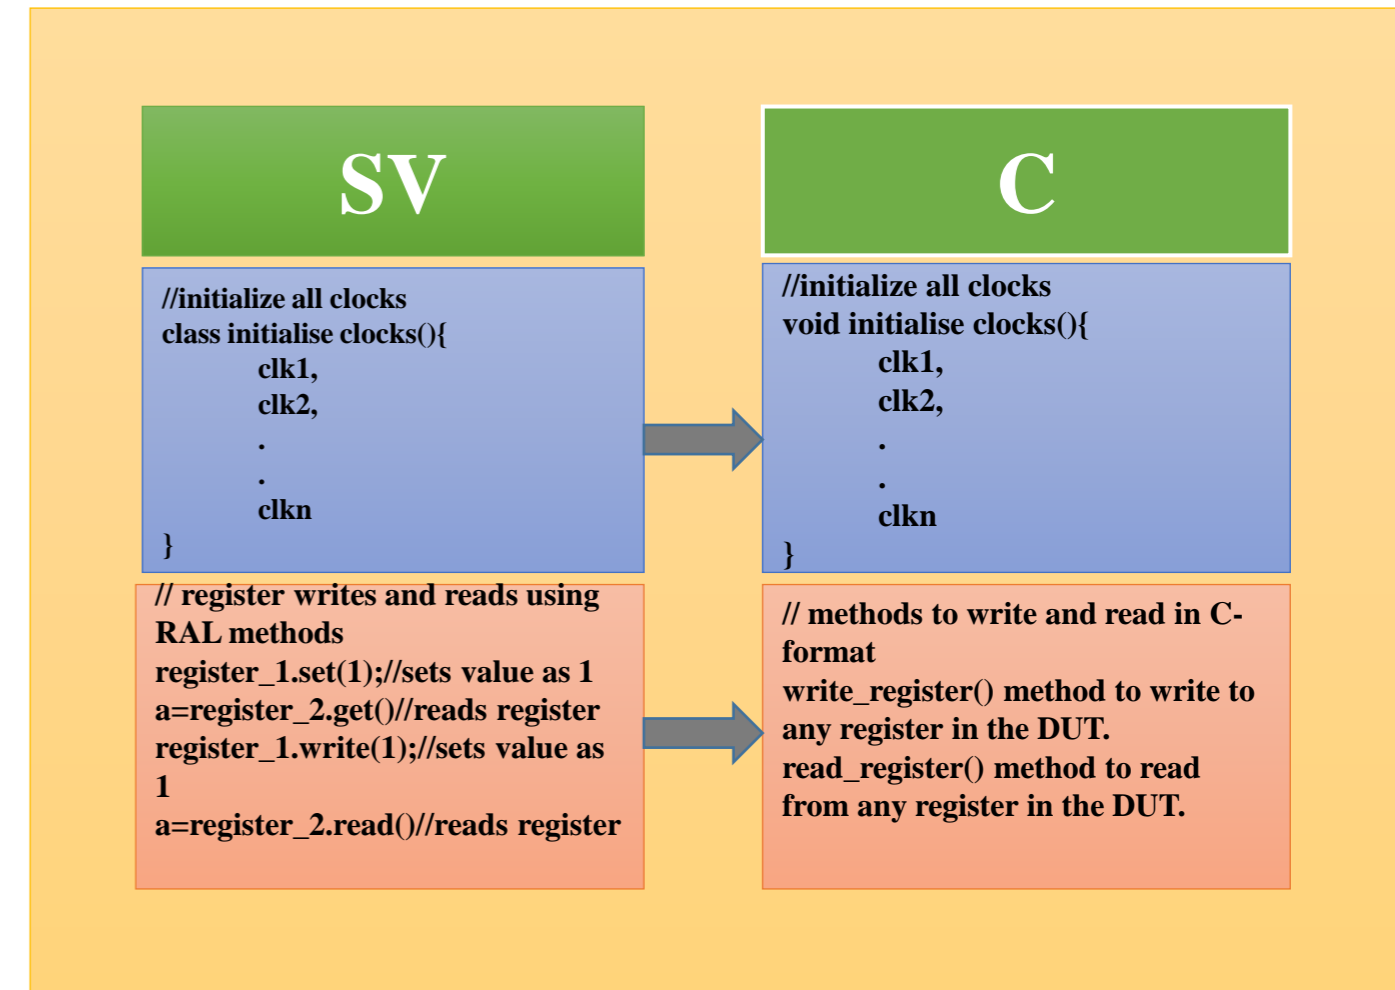 SV
//initialize all clocks
class initialise clocks(){
clk1,
clk2,
.
.
clkn
}
// register writes and reads using
RAL methods
register_1.set(1);//sets value as 1
a=register_2.get()//reads register
register_1.write(1);//sets value as
1
a=register_2.read()//reads register
C
//initialize all clocks
void initialise clocks(){
clk1,
clk2,
.
.
clkn
}
// methods to write and read in C-
format
write_register() method to write to
any register in the DUT.
read_register() method to read
from any register in the DUT.